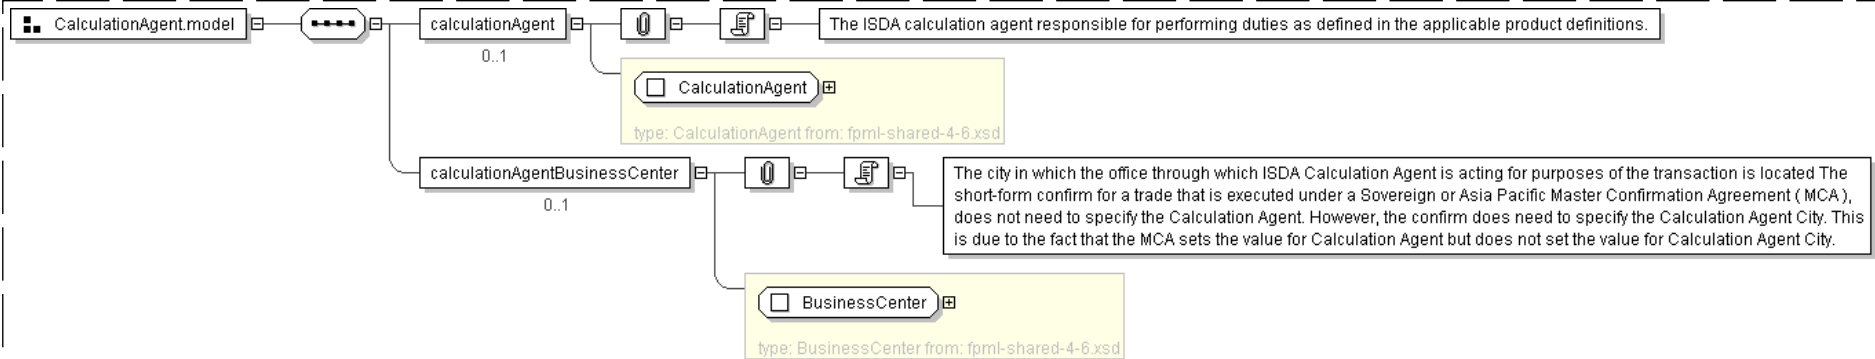 CalculationAgent.model
calculationAgent
The ISDA calculation agent responsible for performing duties as defined in the applicable product definitions.
0..1
CalculationAgent
type: CalculationAgent from: fpml-shared-4-6.xsd
calculationAgentBusinessCenter
0..1
The city in which the office through which ISDA Calculation Agent is acting for purposes of the transaction is located The
short-form confirm for a trade that is executed under a Sovereign or Asia Pacific Master Confirmation Agreement ( MCA ),
does not need to specify the Calculation Agent. However, the confirm does need to specify the Calculation Agent City. This
is due to the fact that the MCA sets the value for Calculation Agent but does not set the value for Calculation Agent City.
BusinessCenter
type: BusinessCenter from: fpml-shared-4-6.xsd